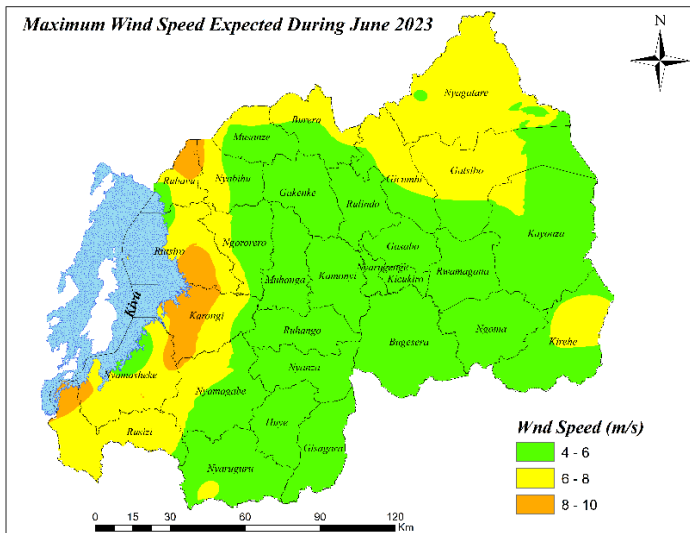 Maximum Wind Speed Expected During June 2023
N
Nyagatare
Burera
Musanze
Gatsibo
Gicumbi
Rubavu
Nyabihu
Gakenke
Rulindo
Kayonza
Rutsiro
Ngororero
Gasabo
Nyarugenge
Rwamagana
Muhanga
Kamonyi
Kicukiro
Kivu
Karongi
Ruhango
Bugesera
Ngoma
Kirehe
Nyamasheke
Nyanza
Nyamagabe
Rusizi
Huye
Gisagara
Nyaruguru
Wnd Speed (m/s)
4 - 6
6 - 8
8 - 10
0 30 60 90 120
Km